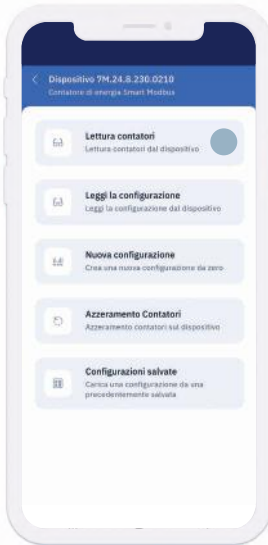 Dispositivo 7M.24.8.230.0210
Contatore di energia Smart Modbus
Lettura contatori
Lettura contatori dal dispositivo
Leggi la configurazione
Leggi la configurazione dal dispositivo
Nuova configurazione
Crea una nuova configurazione da zero
Azzeramento Contatori
Azzeramento contatori sul dispositivo
Configurazioni salvate
Carica una configurazione da una
precedentemente salvata